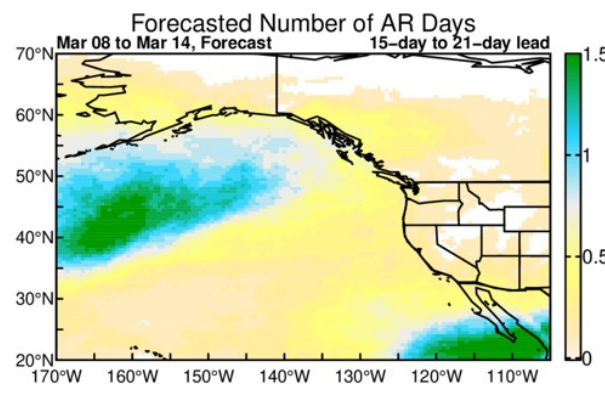 Forecasted Number of AR Days
Mar 08 to Mar 14, Forecast 15-day to 21-day lead
70°N
60°N
50°N
40°N
30°N
20°N
170°W 160°W 150°W 140°W 130°W 120°W 110°W
1.5
1
0.5
0